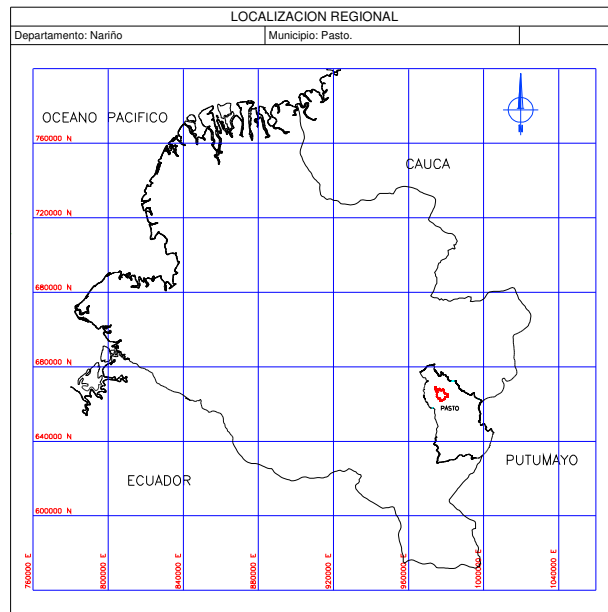 LOCALIZACION REGIONAL
Departamento: Nariño
Municipio: Pasto.
OCEANO PACIFICO
760000 N
CAUCA
720000 N
680000 N
660000 N
PASTO
640000 N
PUTUMAYO
ECUADOR
600000 N
760000 E
800000 E
840000 E
880000 E
920000 E
960000 E
1000000 E
1040000 E